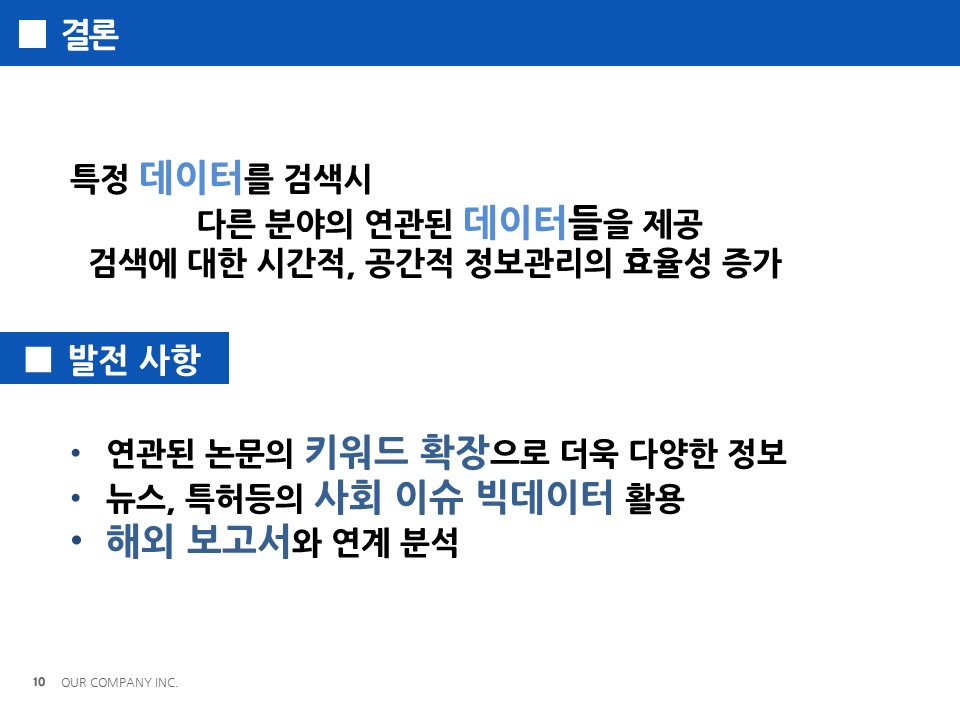 ■ 결론
특정 데이터를 검색시
다른 분야의 연관된 데이터들을 제공
검색에 대한 시간적, 공간적 정보관리의 효율성 증가
■ 발전 사항
• 연관된 논문의 키워드 확장으로 더욱 다양한 정보
• 뉴스, 특허등의 사회 이슈 빅데이터 활용
• 해외 보고서와 연계 분석
10 OUR COMPANY INC.